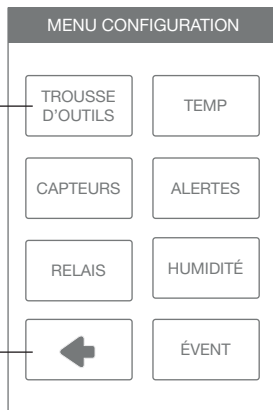 MENU CONFIGURATION
TROUSSE
D'OUTILS
TEMP
CAPTEURS
ALERTES
RELAIS
HUMIDITÉ
ÉVENT